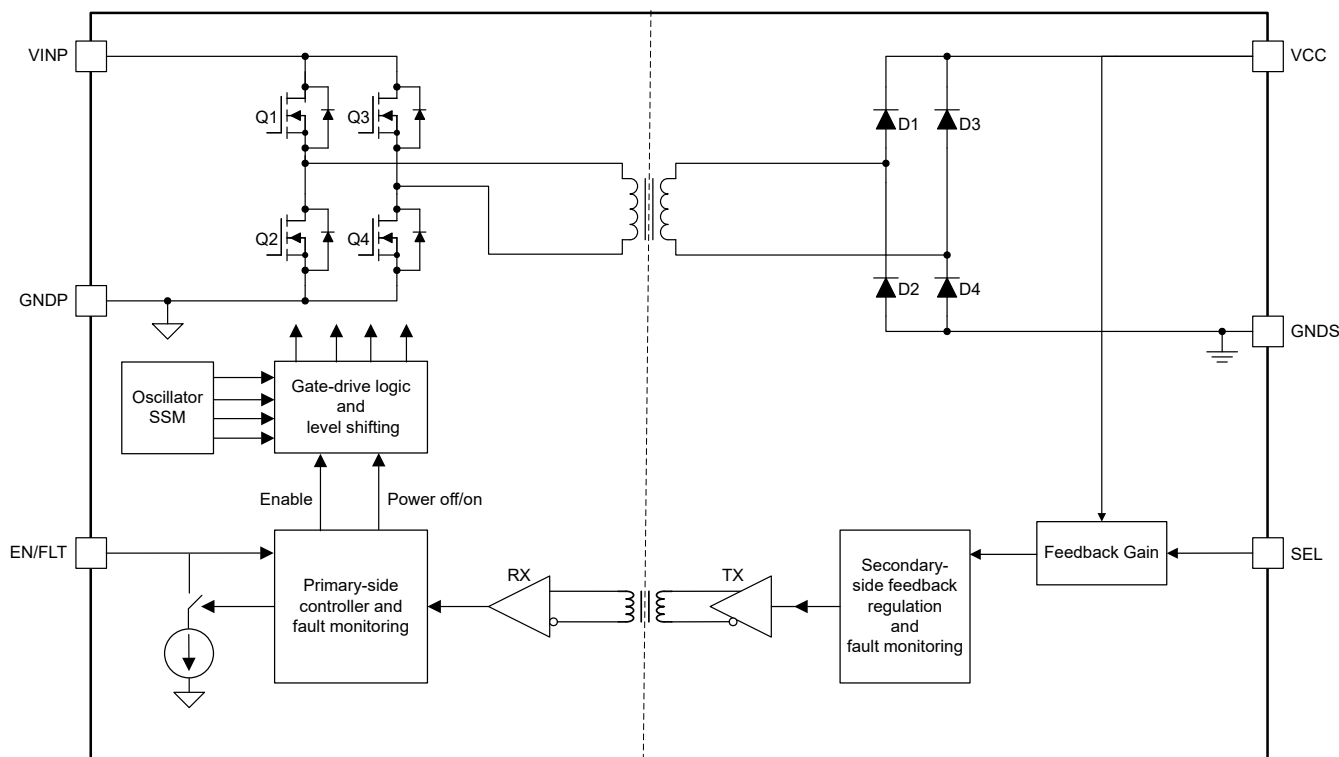 VINP
VCC
Q1
Q3
D1
D3
Q2
Q4
D2
D4
GNDP
GNDS
Oscillator
SSM
Gate-drive logic
and
level shifting
Enable
Power off/on
EN/FLT
Primary-side
controller and
fault monitoring
RX
TX
Secondary-
side feedback
regulation
and
fault monitoring
Feedback Gain
SEL